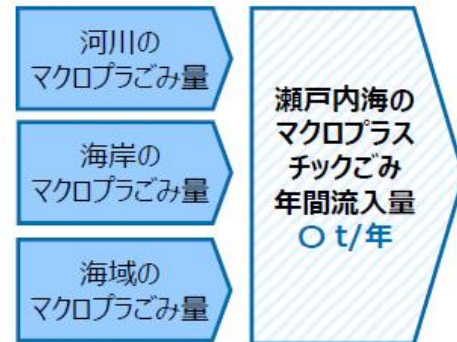 河川の
マクロプラごみ量
海岸の
マクロプラごみ量
海域の
マクロプラごみ量
瀬戸内海の
マクロプラス
チックごみ
年間流入量
〇 t/年